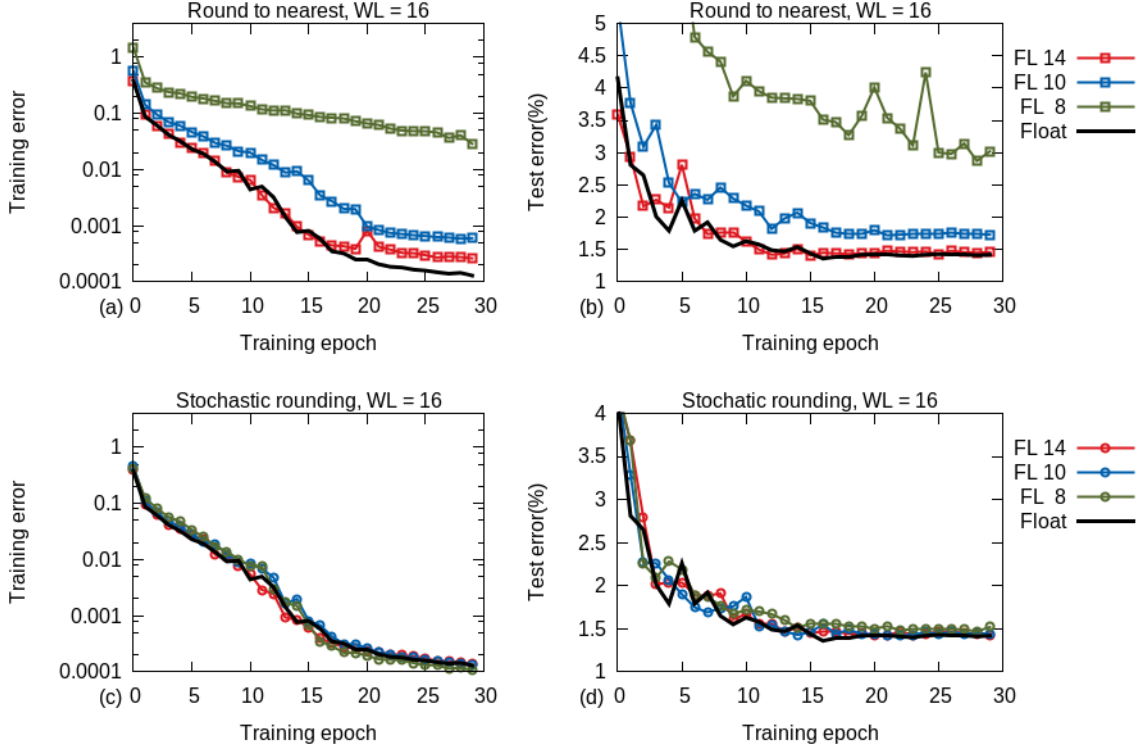 Round to nearest, WL = 16
1
0.1
0.01
0.001
0.0001
Training error
0 5 10 15 20 25 30
(a)
Training epoch
Round to nearest, WL = 16
5
4.5
4
3.5
3
2.5
2
1.5
1
Test error(%)
0 5 10 15 20 25 30
(b)
Training epoch
FL 14
FL 10
FL 8
Float
Stochastic rounding, WL = 16
1
0.1
0.01
0.001
0.0001
Training error
0 5 10 15 20 25 30
(c)
Training epoch
Stochatic rounding, WL = 16
4
3.5
3
2.5
2
1.5
1
Test error(%)
0 5 10 15 20 25 30
(d)
Training epoch
FL 14
FL 10
FL 8
Float